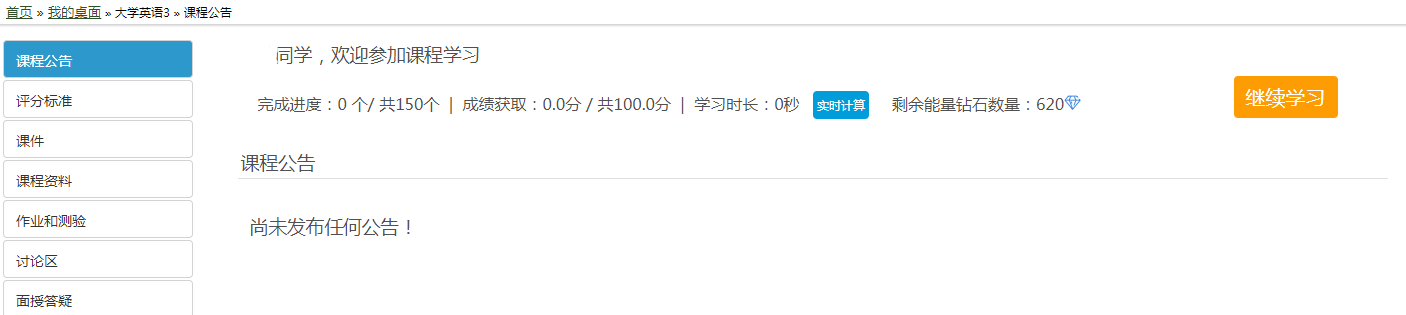 首页 » 我的桌面 » 大学英语3 » 课程公告
课程公告
评分标准
课件
课程资料
作业和测验
讨论区
面授答疑
同学，欢迎参加课程学习
完成进度：0 个/ 共150个 | 成绩获取：0.0分 / 共100.0分 | 学习时长：0秒 实时计算 剩余能量钻石数量：620
继续学习
课程公告
尚未发布任何公告！